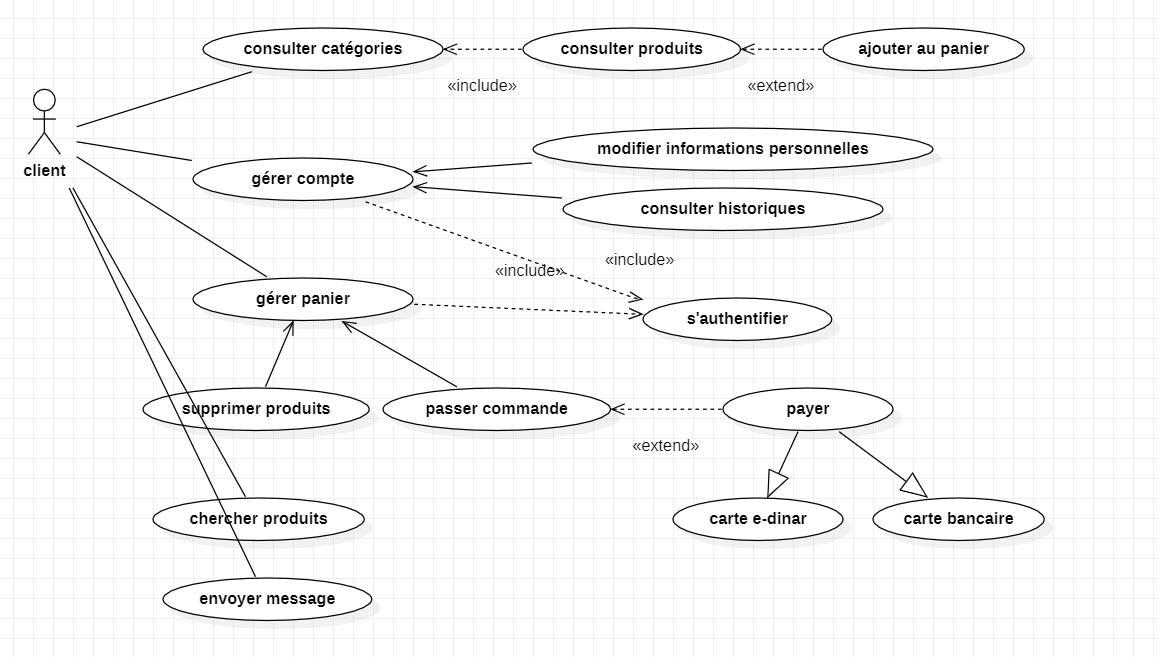 consulter catégories
consulter produits
ajouter au panier
«include»
«extend»
client
modifier informations personnelles
gérer compte
consulter historiques
«include»
«include»
gérer panier
s'authentifier
supprimer produits
passer commande
payer
«extend»
chercher produits
carte e-dinar
carte bancaire
envoyer message